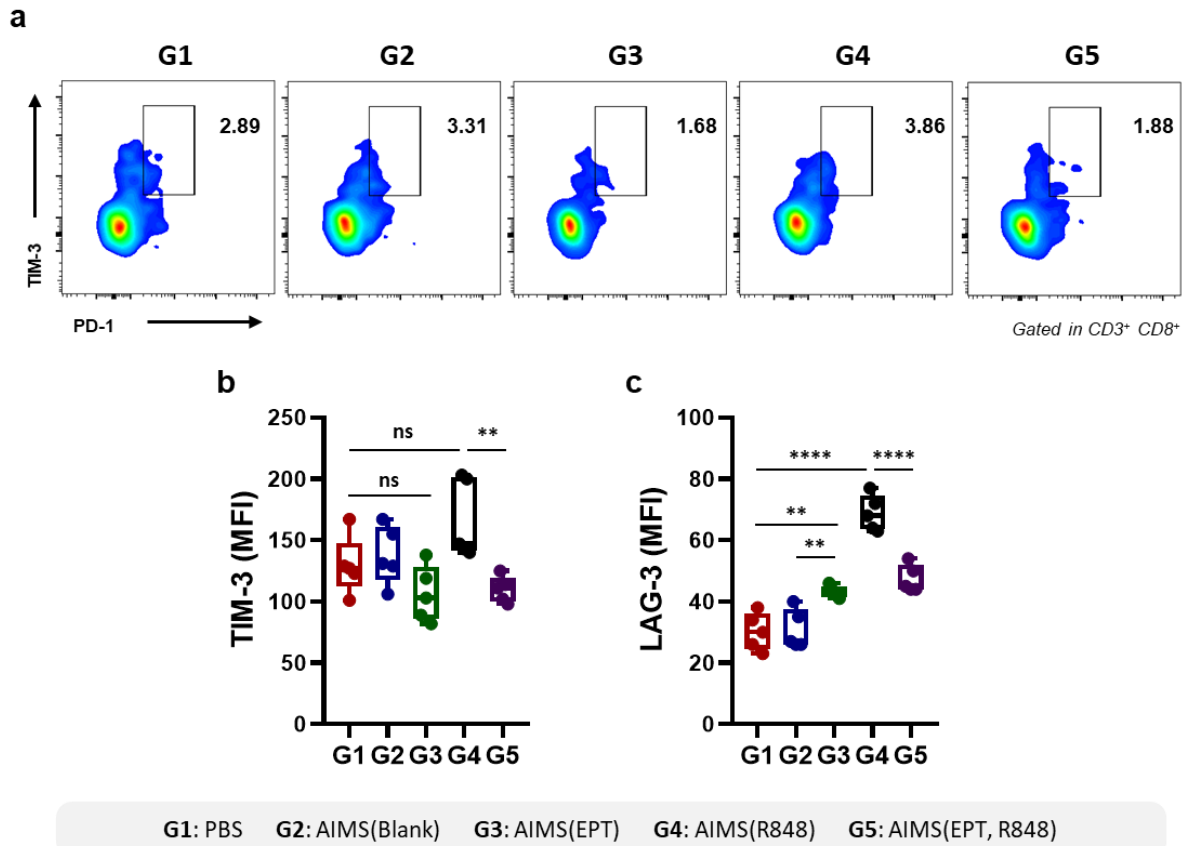 a
G1 G2 G3 G4 G5
2.89 3.31 1.68 3.86 1.88
TIM-3
PD-1
Gated in CD3⁺ CD8⁺
b
TIM-3 (MFI)
250
200
150
100
50
0
ns **
ns
G1 G2 G3 G4 G5
c
LAG-3 (MFI)
100
80
60
40
20
0
**** ****
**
**
G1 G2 G3 G4 G5
G1: PBS G2: AIMS(Blank) G3: AIMS(EPT) G4: AIMS(R848) G5: AIMS(EPT, R848)